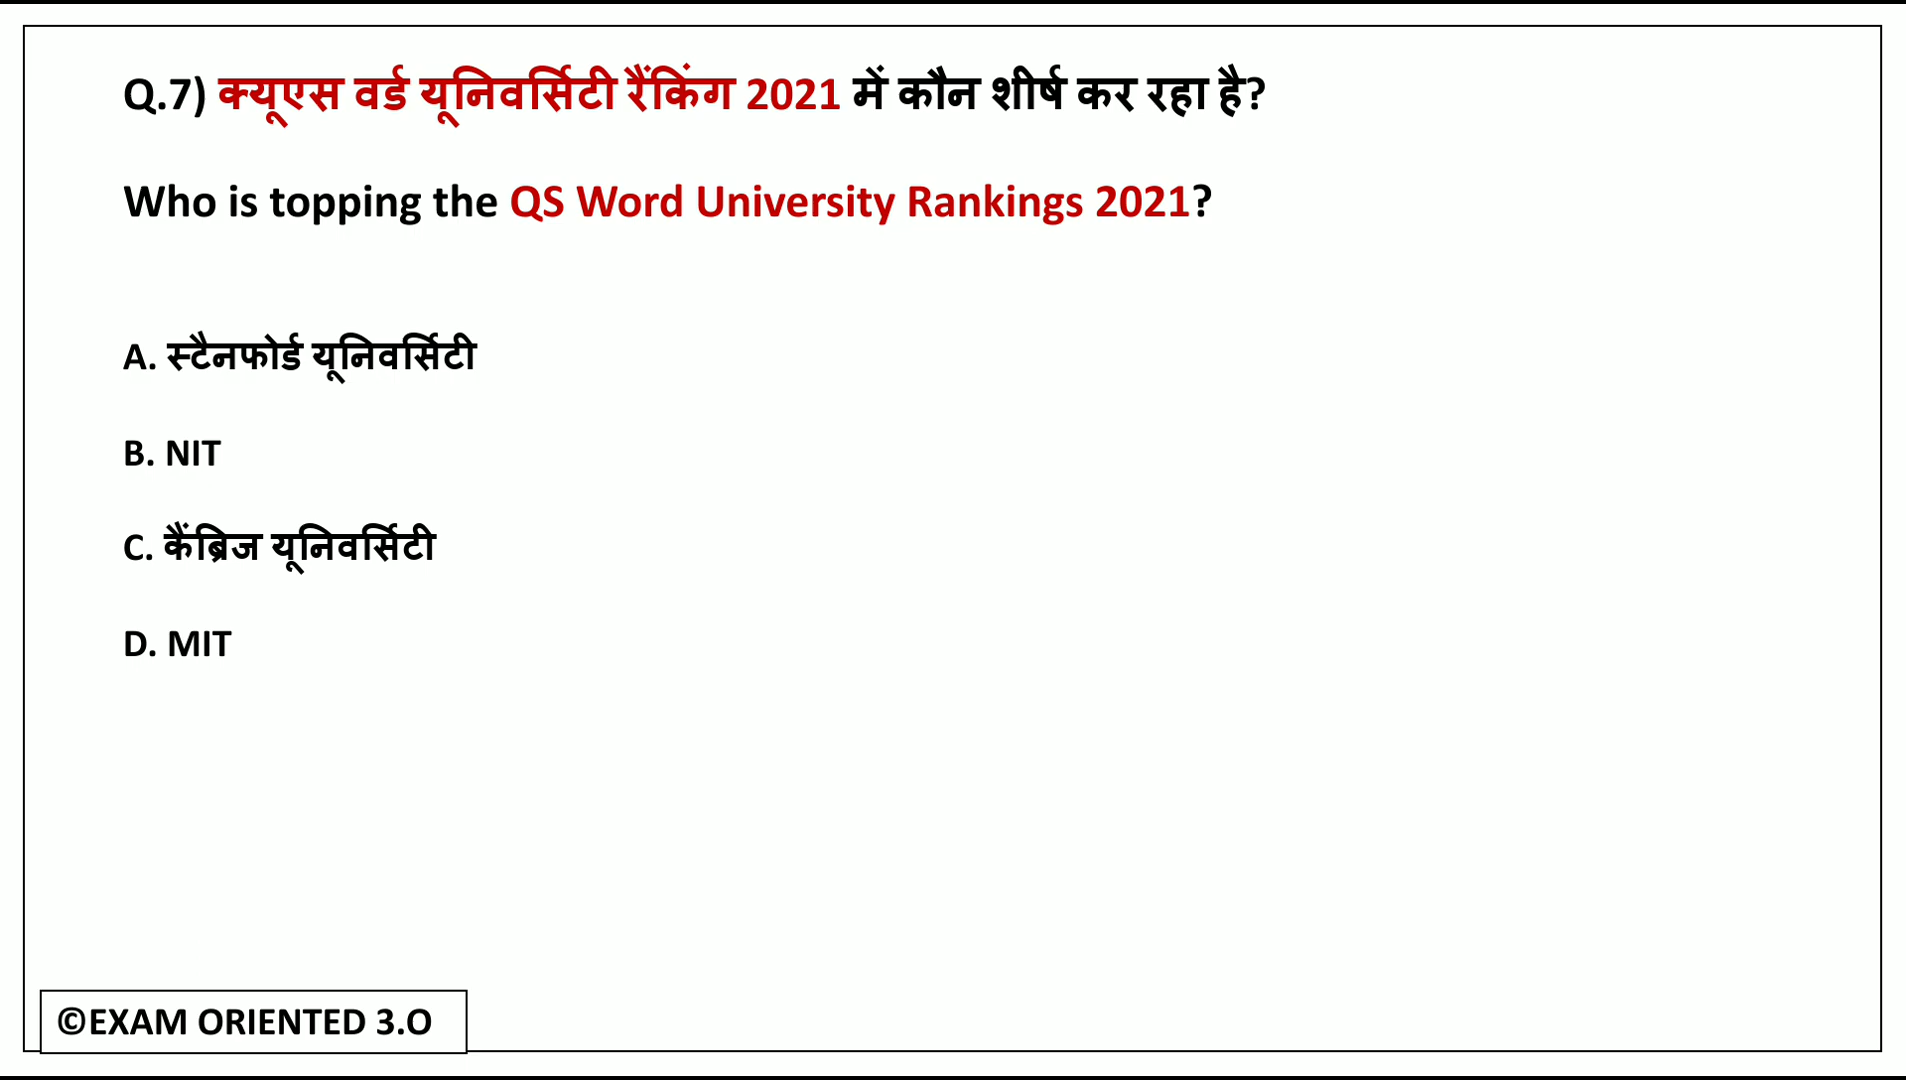 Q.7) क्यूएस वर्ड यूनिवर्सिटी रैंकिंग 2021 में कौन शीर्ष कर रहा है?
Who is topping the QS Word University Rankings 2021?
A. स्टैनफोर्ड यूनिवर्सिटी
B. NIT
C. कैंब्रिज यूनिवर्सिटी
D. MIT
©EXAM ORIENTED 3.O